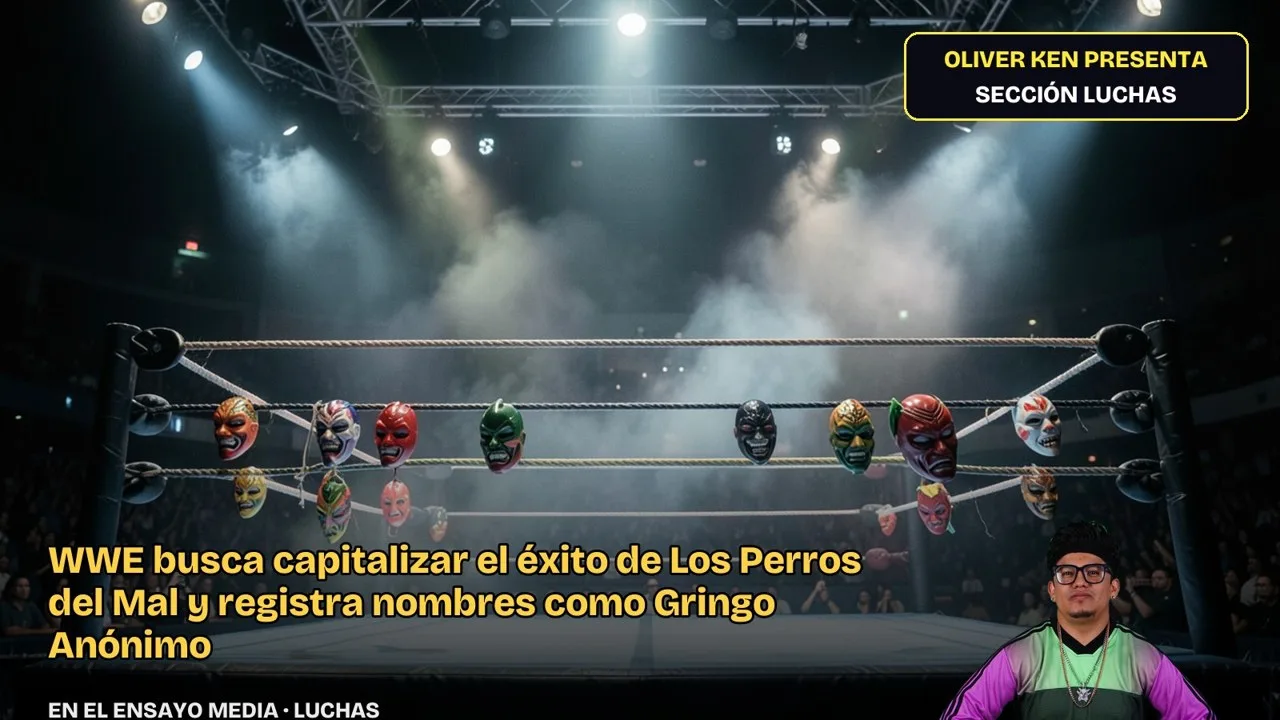 OLIVER KEN PRESENTA
SECCIÓN LUCHAS
WWE busca capitalizar el éxito de Los Perros
del Mal y registra nombres como Gringo
Anónimo
EN EL ENSAYO MEDIA · LUCHAS